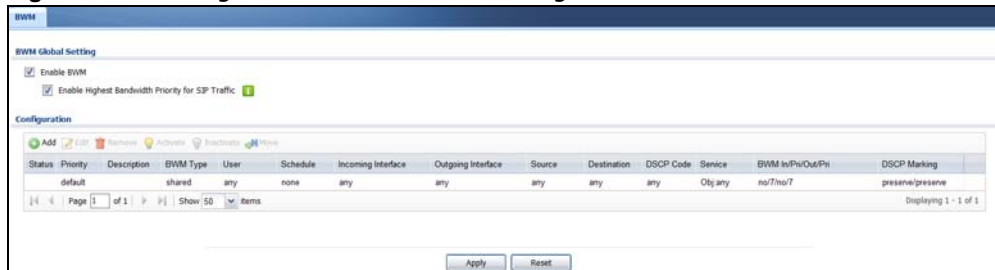 BWM
BWM Global Setting
Enable BWM
Enable Highest Bandwidth Priority for SIP Traffic
Configuration
Add Edit Remove Activate Inactivate Move
Status Priority Description BWM Type User Schedule Incoming Interface Outgoing Interface Source Destination DSCP Code Service BWM In/Pri/Out/Pri DSCP Marking
default shared any none any any any any any Obj:any no/7/no/7 preserve/preserve
Page 1 of 1 Show 50 items Displaying 1 - 1 of 1
Apply Reset